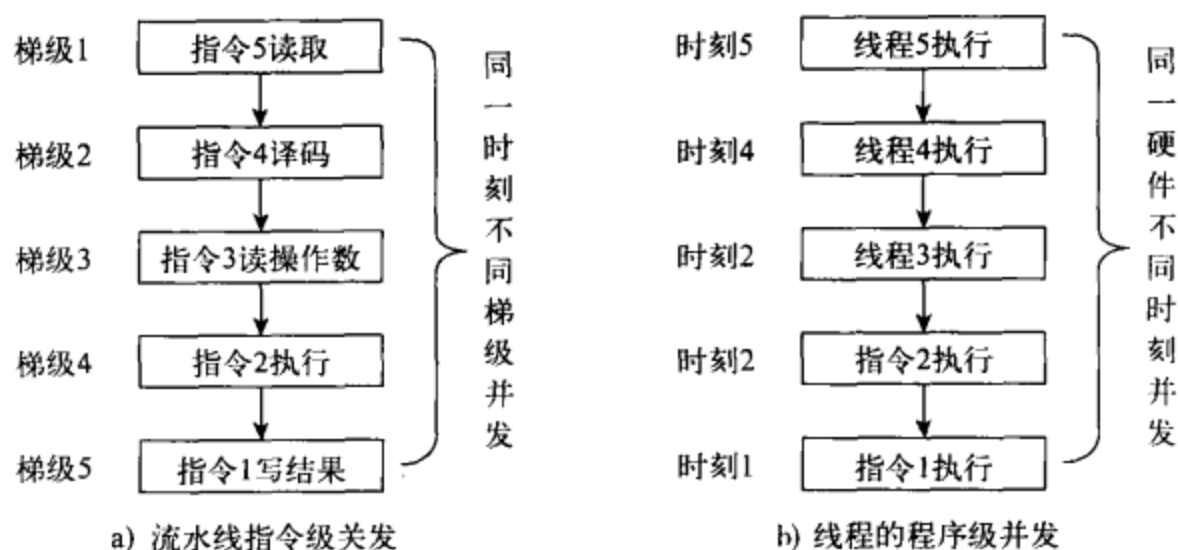 梯级1 指令5读取
梯级2 指令4译码
梯级3 指令3读操作数
梯级4 指令2执行
梯级5 指令1写结果
同一时刻不同梯级并发
a) 流水线指令级关发
时刻5 线程5执行
时刻4 线程4执行
时刻2 线程3执行
时刻2 指令2执行
时刻1 指令1执行
同一硬件不同时刻并发
b) 线程的程序级并发